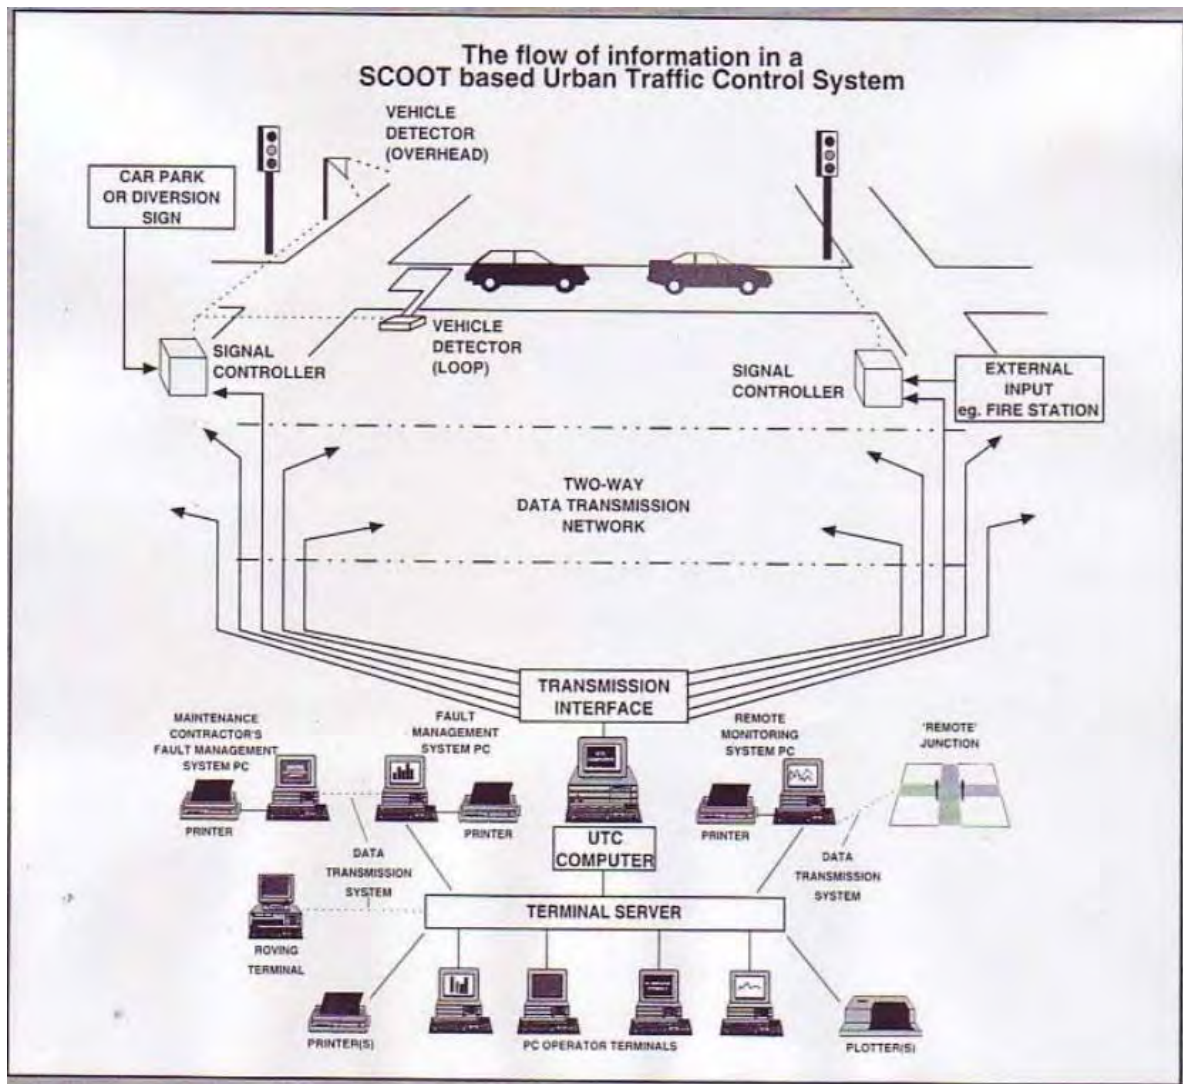 The flow of information in a
SCOOT based Urban Traffic Control System
VEHICLE
DETECTOR
(OVERHEAD)
CAR PARK
OR DIVERSION
SIGN
VEHICLE
DETECTOR
(LOOP)
SIGNAL
CONTROLLER
SIGNAL
CONTROLLER
EXTERNAL
INPUT
eg. FIRE STATION
TWO-WAY
DATA TRANSMISSION
NETWORK
TRANSMISSION
INTERFACE
MAINTENANCE
CONTRACTOR'S
FAULT MANAGEMENT
SYSTEM PC
FAULT
MANAGEMENT
SYSTEM PC
REMOTE
MONITORING
SYSTEM PC
'REMOTE'
JUNCTION
PRINTER
PRINTER
PRINTER
UTC
COMPUTER
DATA
TRANSMISSION
SYSTEM
DATA
TRANSMISSION
SYSTEM
TERMINAL SERVER
ROVING
TERMINAL
PRINTER(S)
PC OPERATOR TERMINALS
PLOTTER(S)